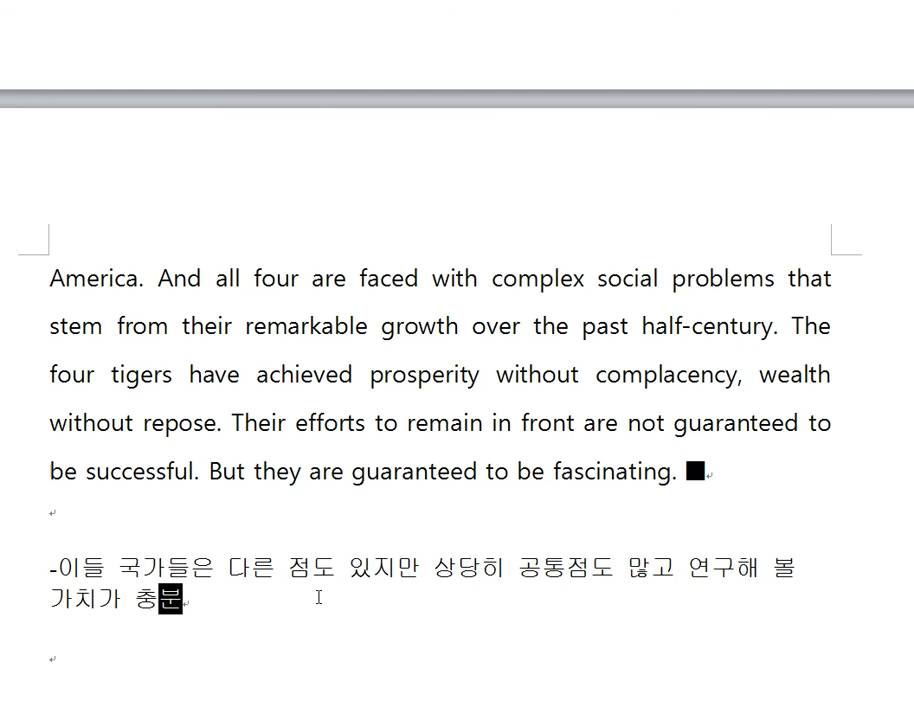 America. And all four are faced with complex social problems that
stem from their remarkable growth over the past half-century. The
four tigers have achieved prosperity without complacency, wealth
without repose. Their efforts to remain in front are not guaranteed to
be successful. But they are guaranteed to be fascinating. ■
-이들 국가들은 다른 점도 있지만 상당히 공통점도 많고 연구해 볼
가치가 충분